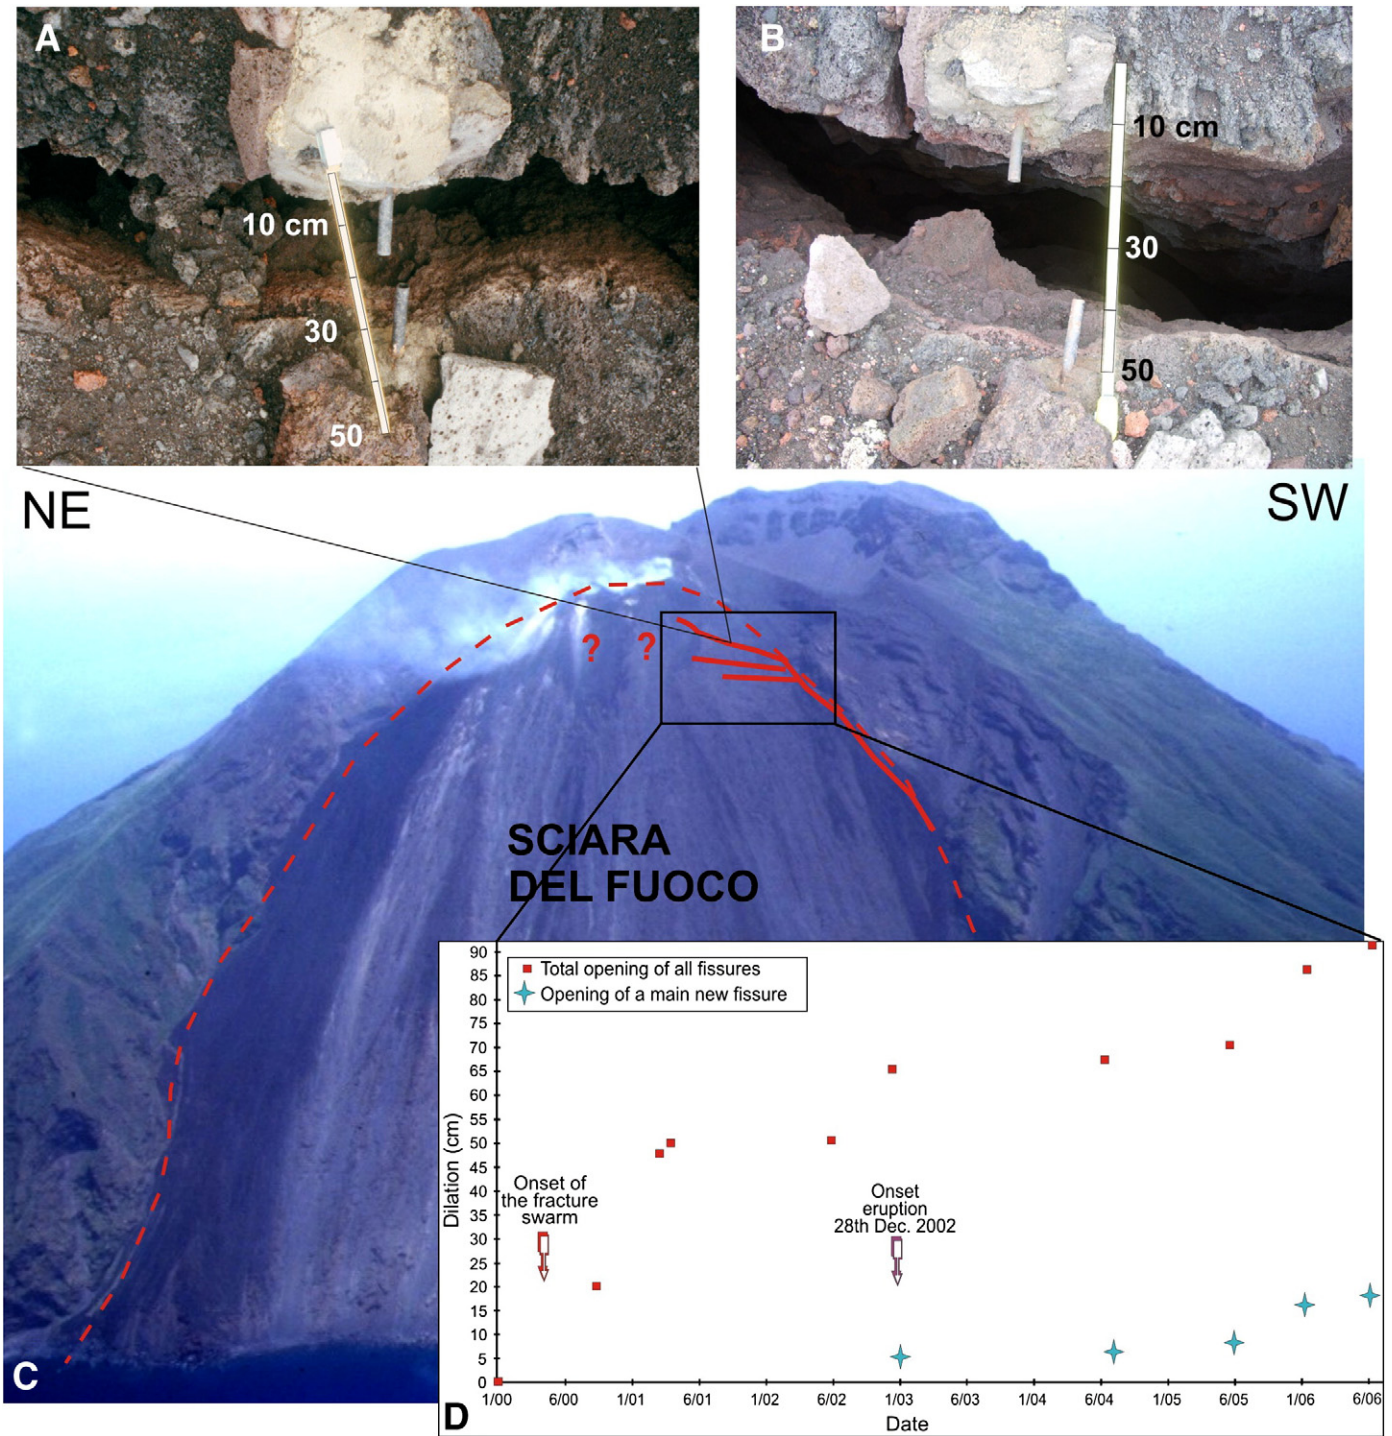 A
10 cm
30
50
B
10 cm
30
50
NE
SW
? ?
SCIARA
DEL FUOCO
C
90
85
80
75
70
65
60
55
50
45
40
35
30
25
20
15
10
5
0
Dilation (cm)
Total opening of all fissures
Opening of a main new fissure
Onset of
the fracture
swarm
Onset
eruption
28th Dec. 2002
1/00 6/00 1/01 6/01 1/02 6/02 1/03 6/03 1/04 6/04 1/05 6/05 1/06 6/06
Date
D